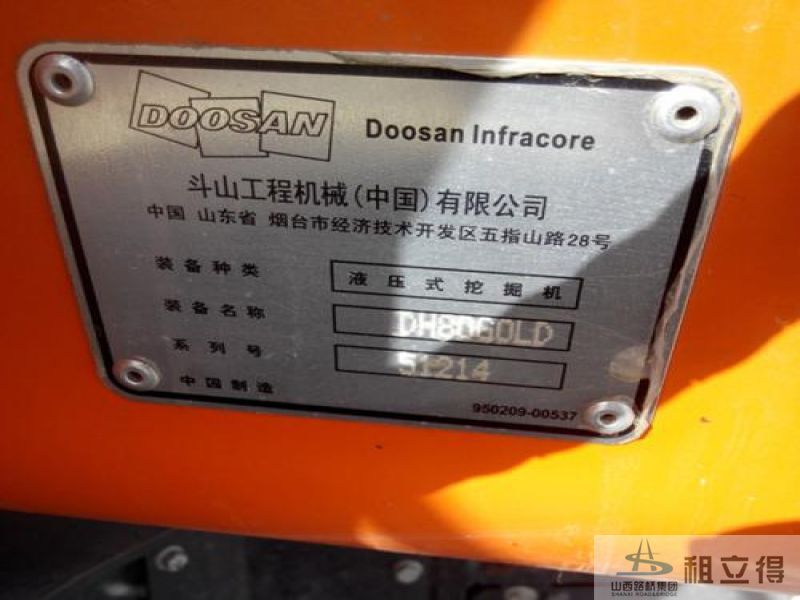 DOOSAN Doosan Infracore
斗山工程机械(中国)有限公司
中国 山东省 烟台市经济技术开发区五指山路28号
装备种类 液压式挖掘机
装备名称 DH80GOLD
系列号 51214
中国制造 950209-00537
山西路桥集团 租立得
SHANXI ROAD&BRIDGE